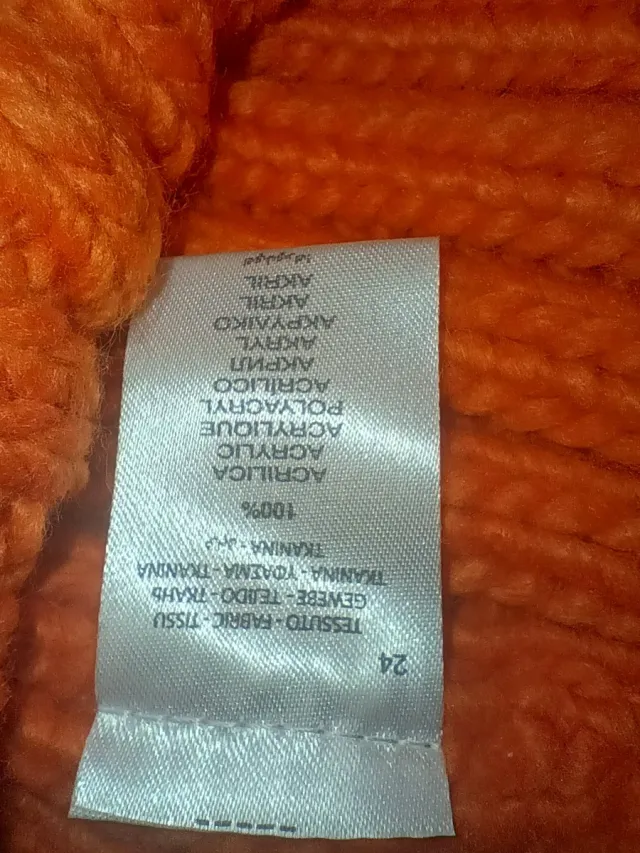 24
TESSUTO - FABRIC - TISSU
GEWEBE - TEJIDO - ТКАНЬ
TKANINA - ΥΦΑΣΜΑ - TKANINA
TKANINA -
100%
ACRILICA
ACRYLIC
ACRYLIQUE
POLYACRYL
ACRILICO
АКРИЛ
AKRYL
ΑΚΡΥΛΙΚΟ
AKRIL
AKRIL